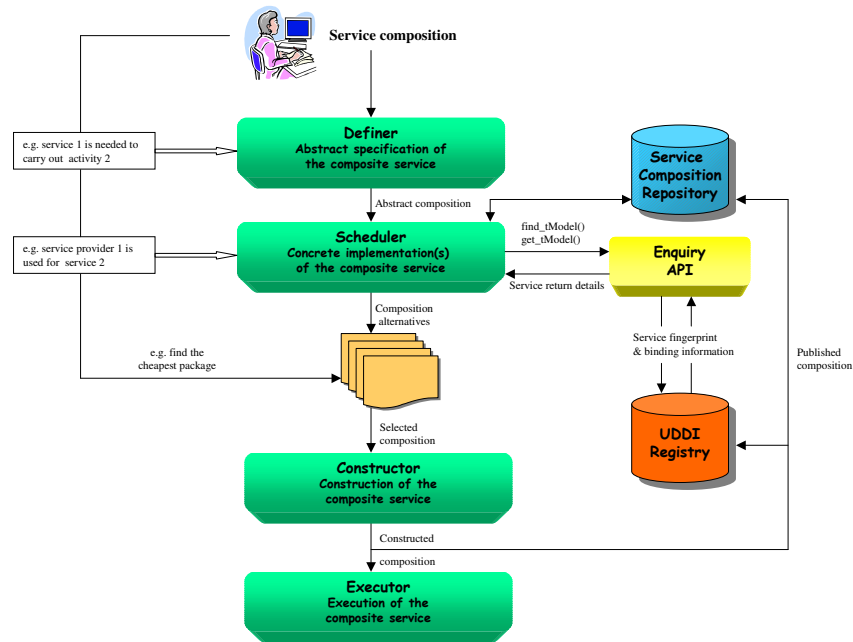 Service composition
e.g. service 1 is needed to
carry out activity 2
Definer
Abstract specification of
the composite service
Service
Composition
Repository
Abstract composition
e.g. service provider 1 is
used for service 2
Scheduler
Concrete implementation(s)
of the composite service
find_tModel()
get_tModel()
Enquiry
API
Service return details
Composition
alternatives
e.g. find the
cheapest package
Service fingerprint
& binding information
Published
composition
Selected
composition
UDDI
Registry
Constructor
Construction of the
composite service
Constructed
composition
Executor
Execution of the
composite service